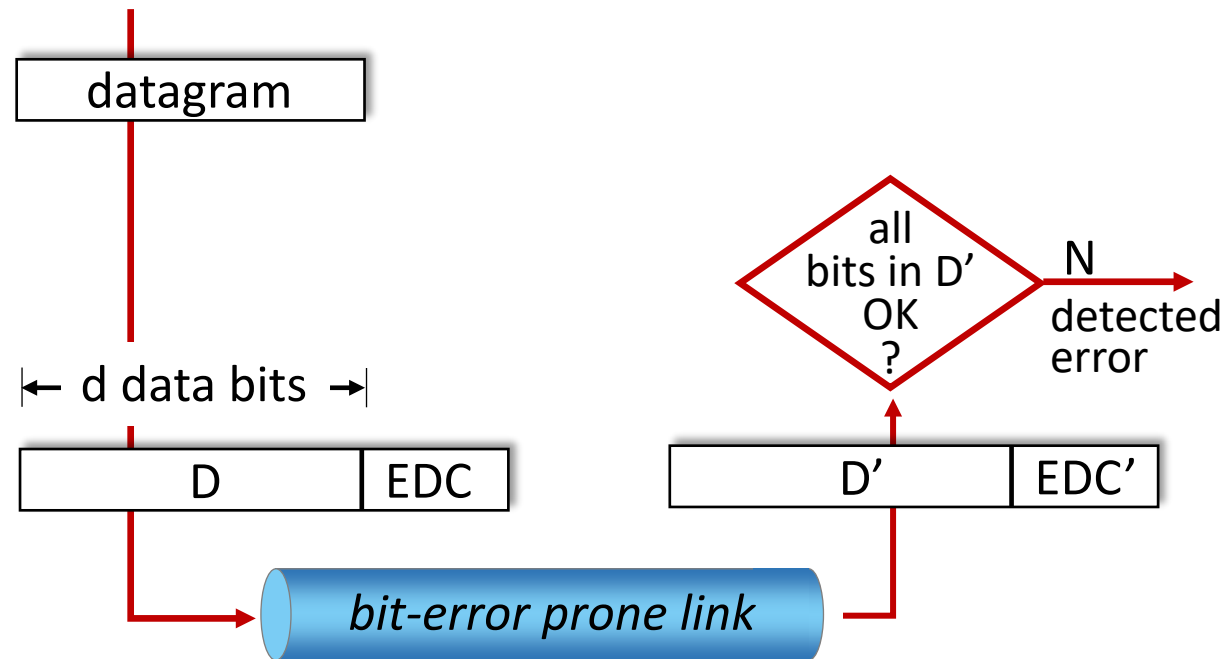 datagram
all
bits in D’
OK
?
N
detected
error
d data bits
D
EDC
D’
EDC’
bit-error prone link